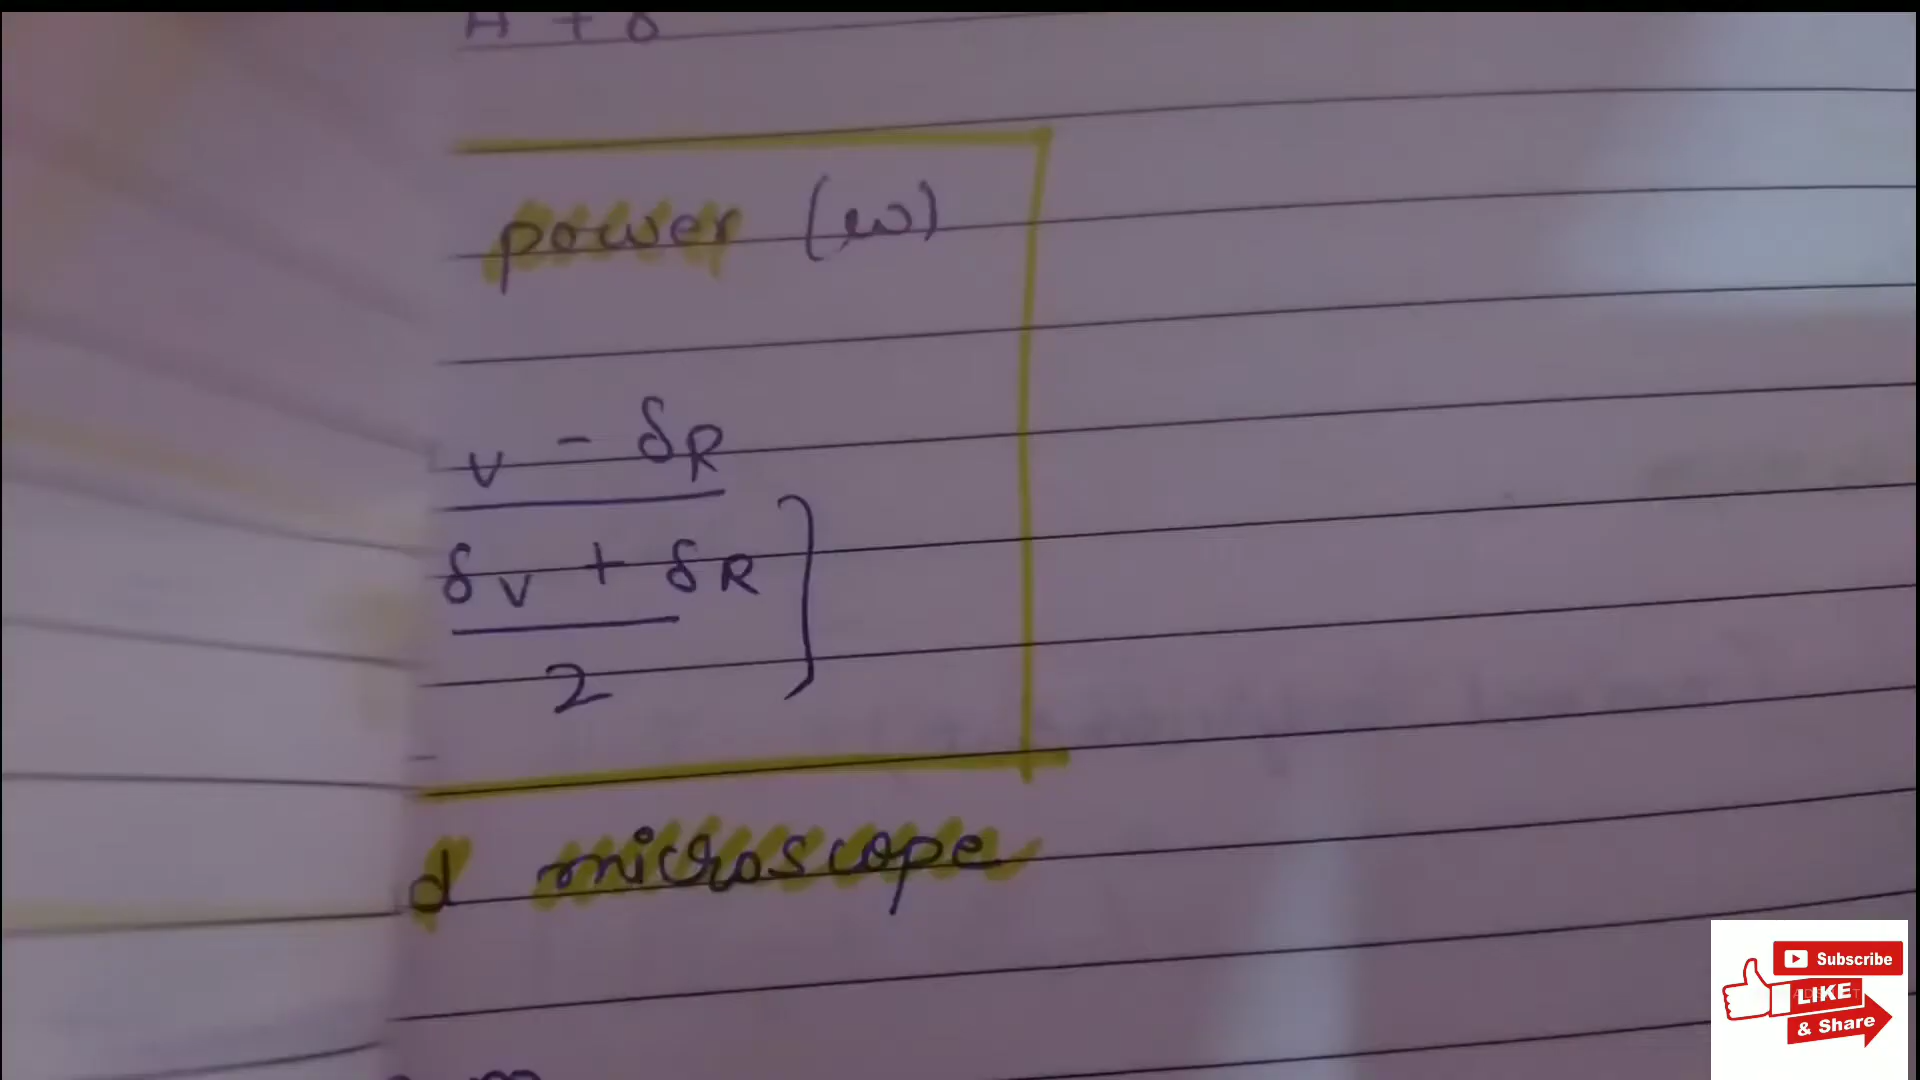 A + δ
power (w)
v - δR
δv + δR
2
d microscope
Subscribe
LIKE
& Share